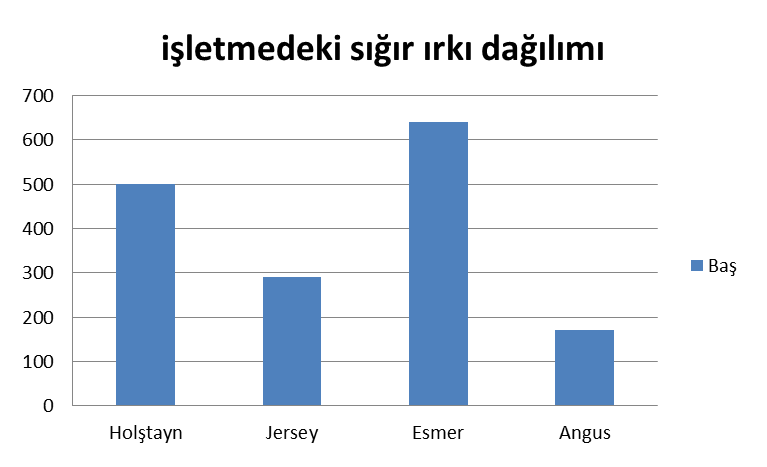 işletmedeki sığır ırkı dağılımı
700
600
500
400
300
200
100
0
Holştayn
Jersey
Esmer
Angus
Baş